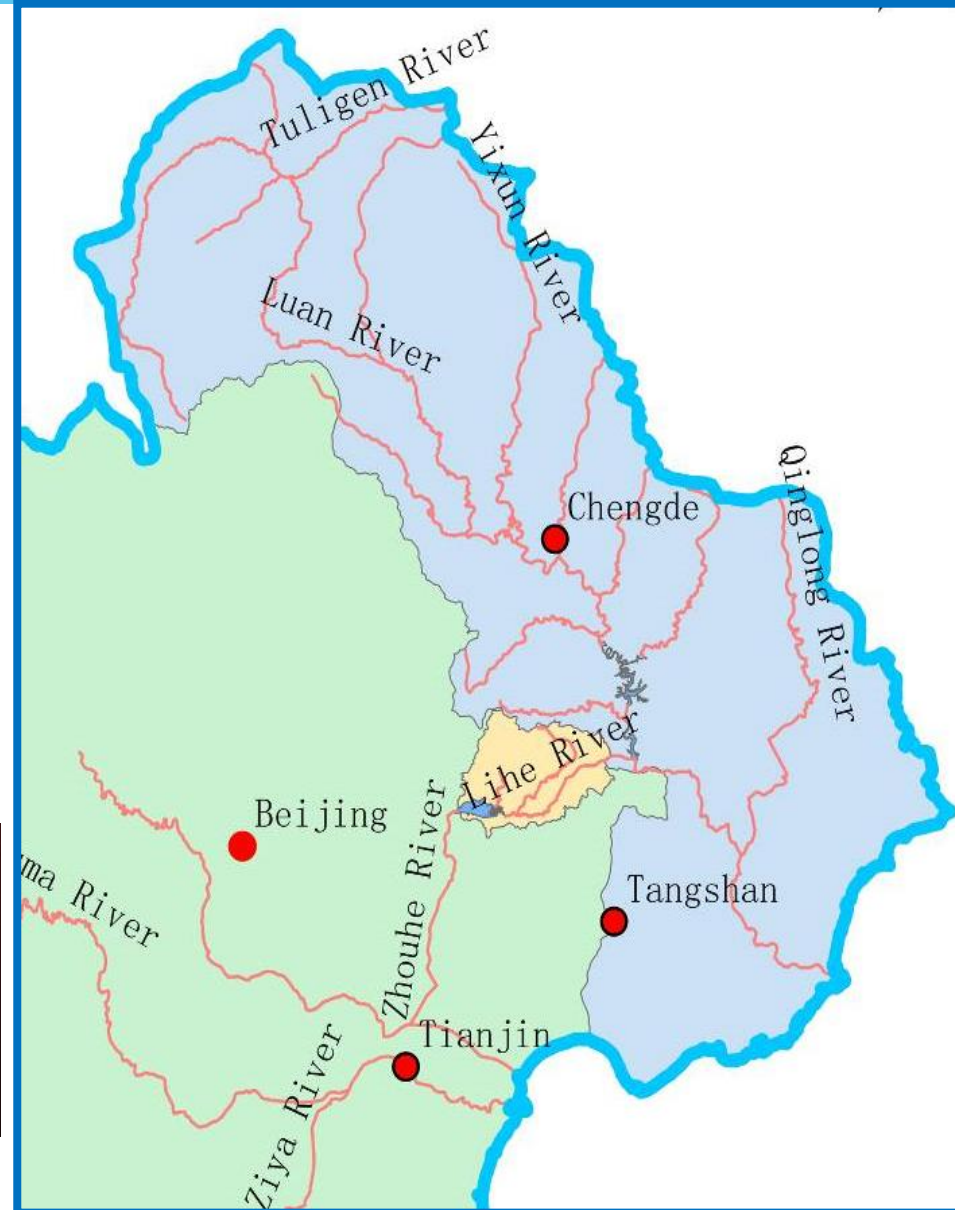 Tuligen River
Yixun River
Luan River
Chengde
Qinglong River
Lihe River
Beijing
Zhouhe River
River
Tangshan
Tianjin
Ziya River